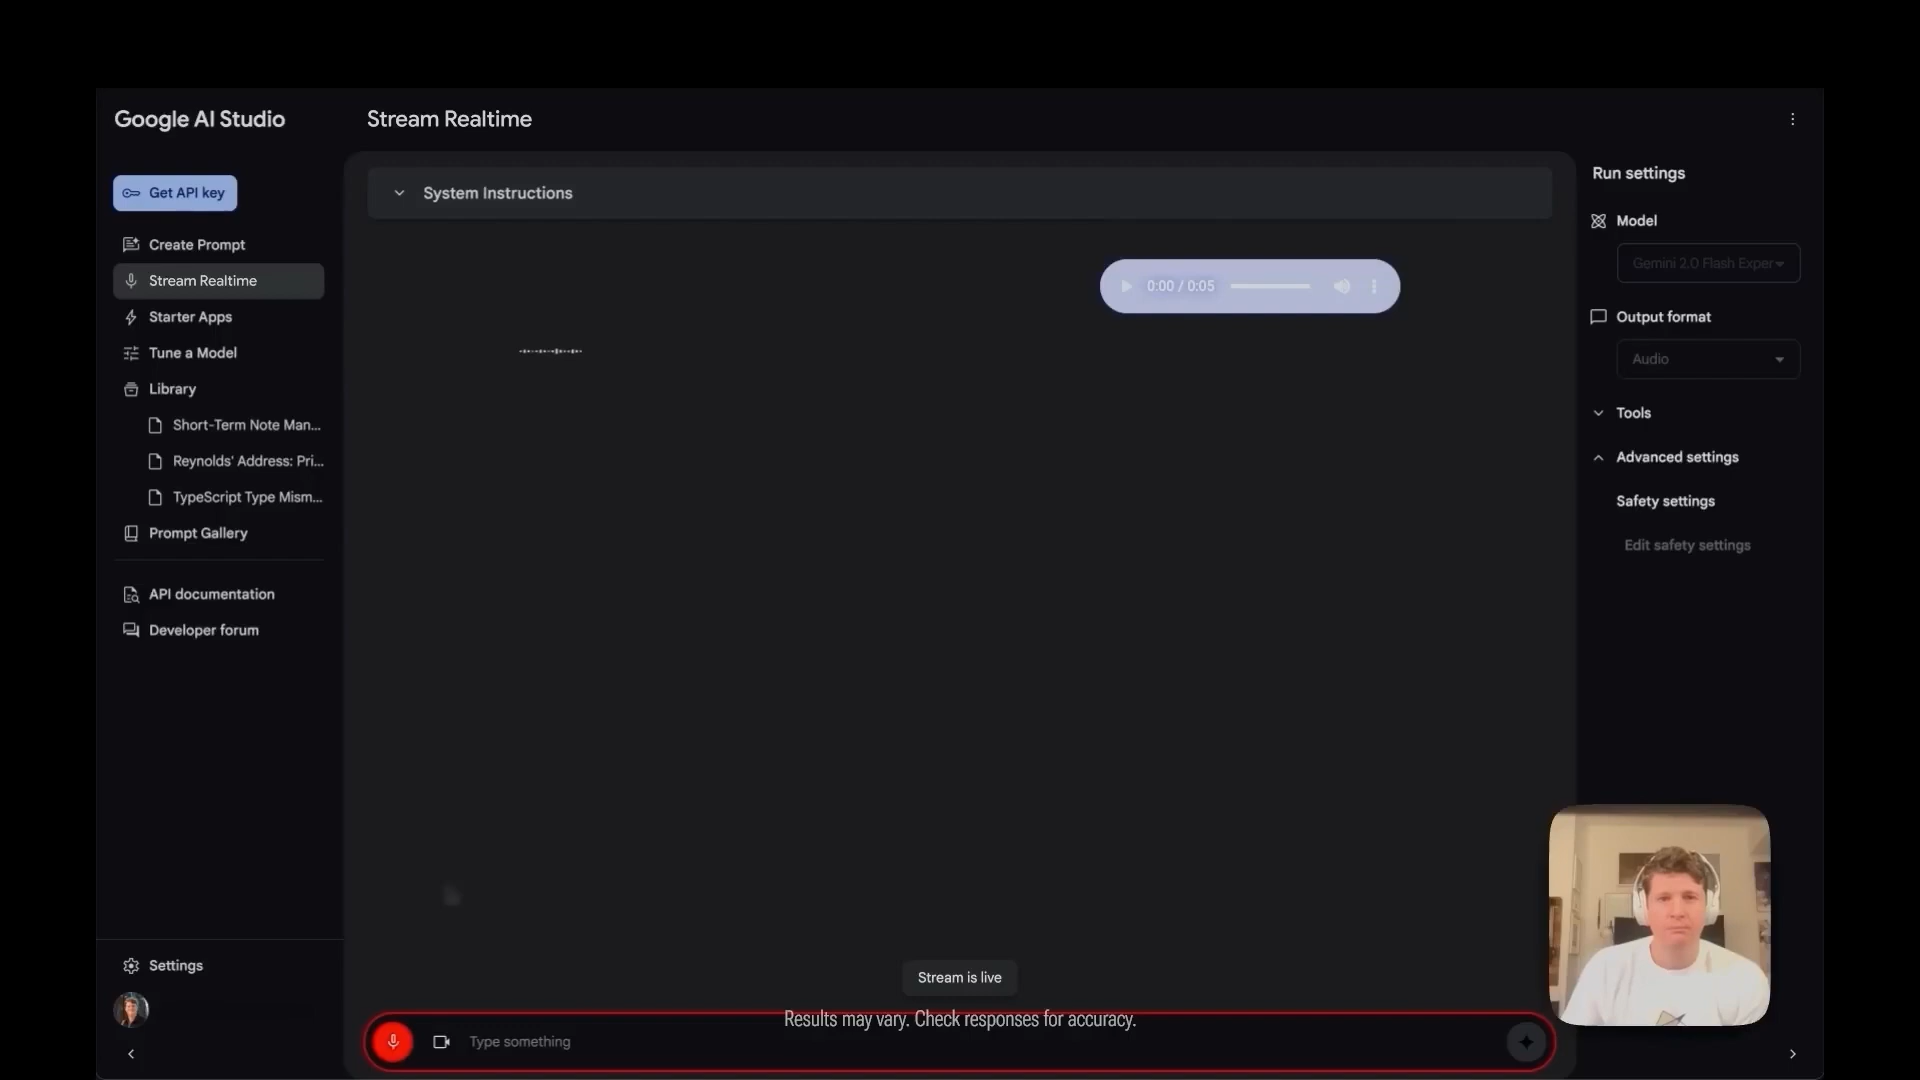 Google AI Studio
Stream Realtime
Get API key
Create Prompt
Stream Realtime
Starter Apps
Tune a Model
Library
Short-Term Note Man...
Reynolds' Address: Pri...
TypeScript Type Mism...
Prompt Gallery
API documentation
Developer forum
Settings
System Instructions
0:00 / 0:05
Stream is live
Results may vary. Check responses for accuracy.
Type something
Run settings
Model
Gemini 2.0 Flash Exper
Output format
Audio
Tools
Advanced settings
Safety settings
Edit safety settings